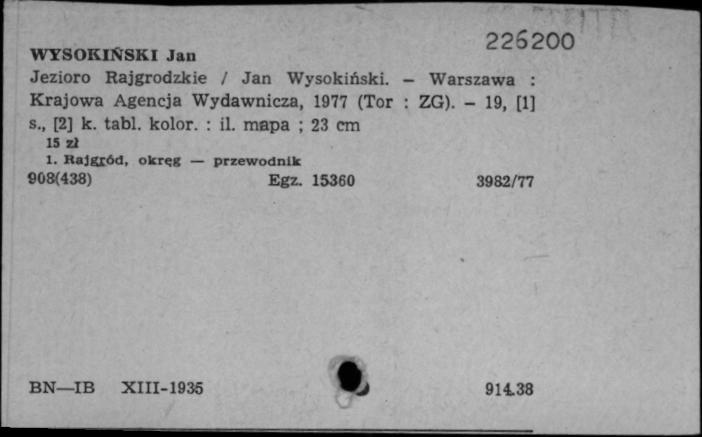 226200
WYSOKIŃSKI Jan
Jezioro Rajgrodzkie / Jan Wysokiński. — Warszawa :
Krajowa Agencja Wydawnicza, 1977 (Tor : ZG). — 19, [1]
s., [2] k. tabl. kolor. : il. mapa ; 23 cm
15 zł
1. Rajgród, okręg — przewodnik
908(438) Egz. 15360 3982/77
BN—IB XIII-1935 914.38